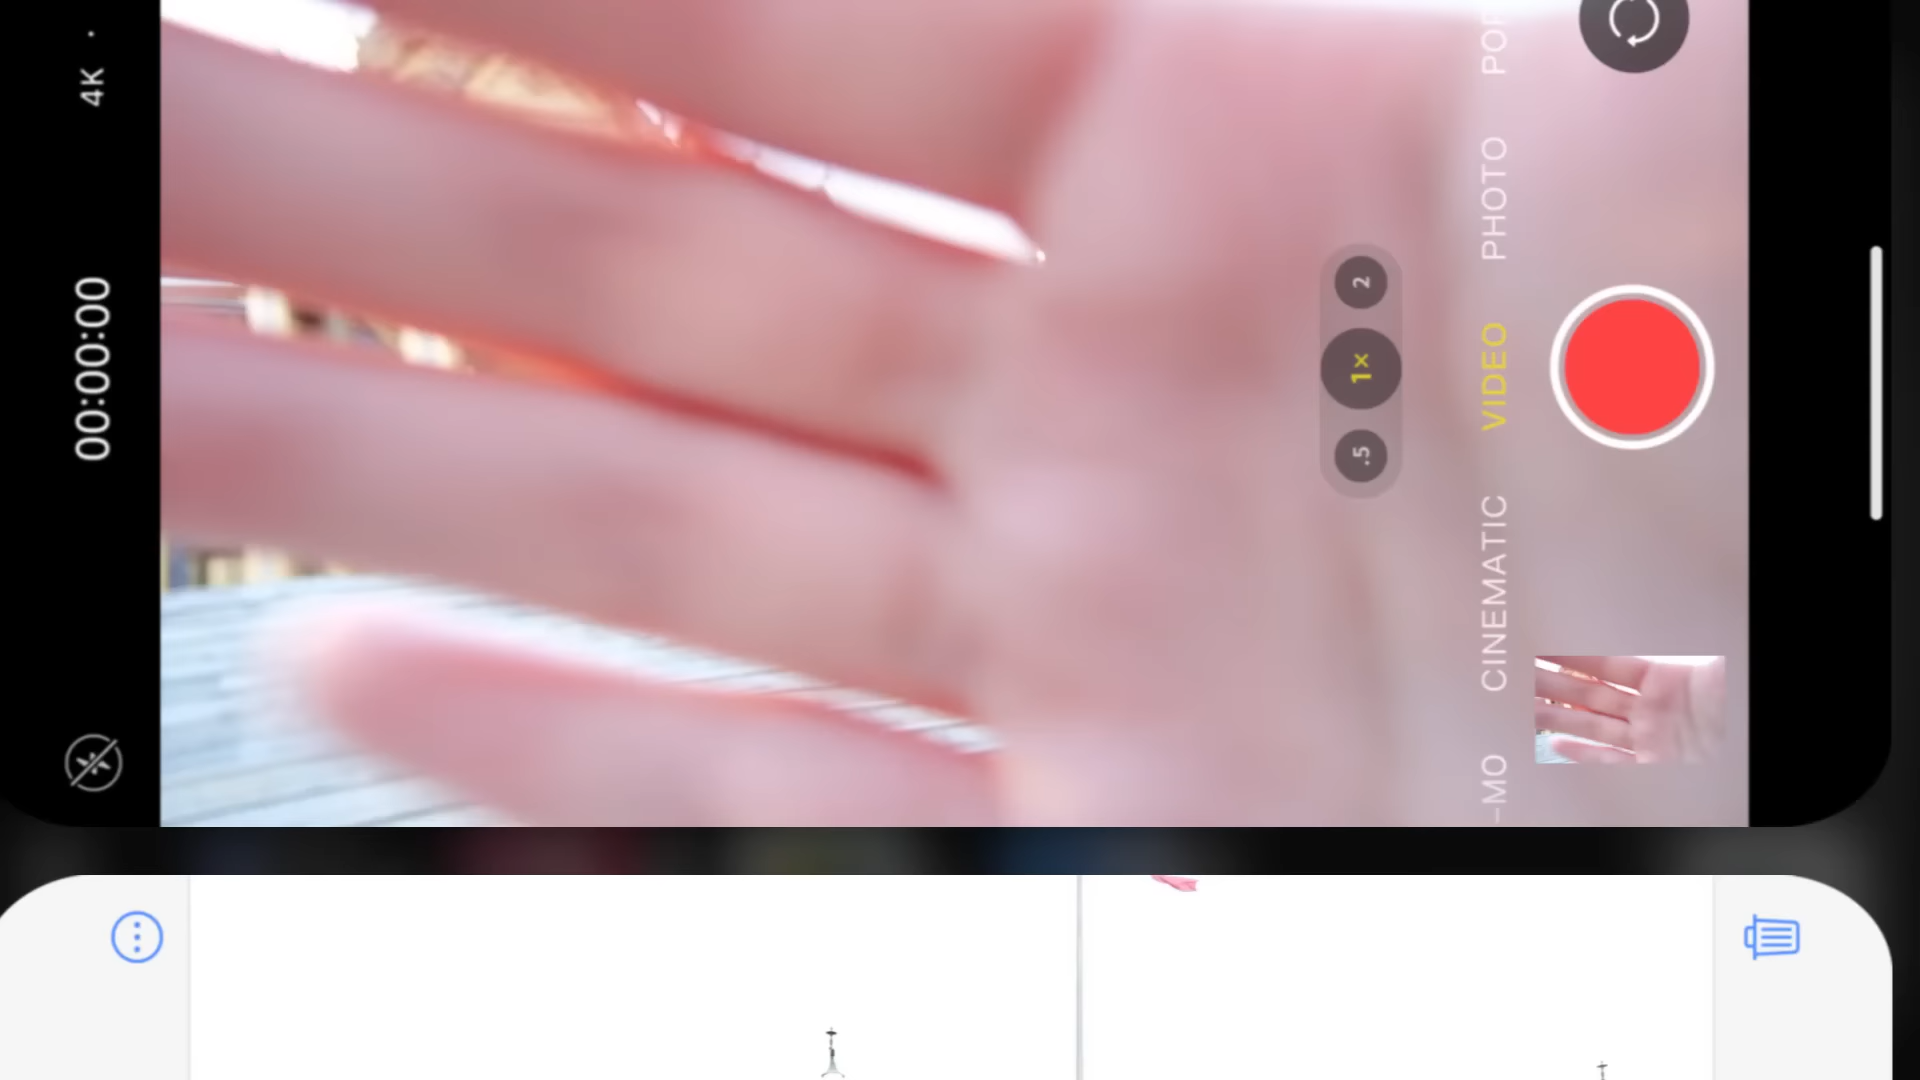 4K ·
00:00:00
2
1×
.5
POR
PHOTO
VIDEO
CINEMATIC
-MO